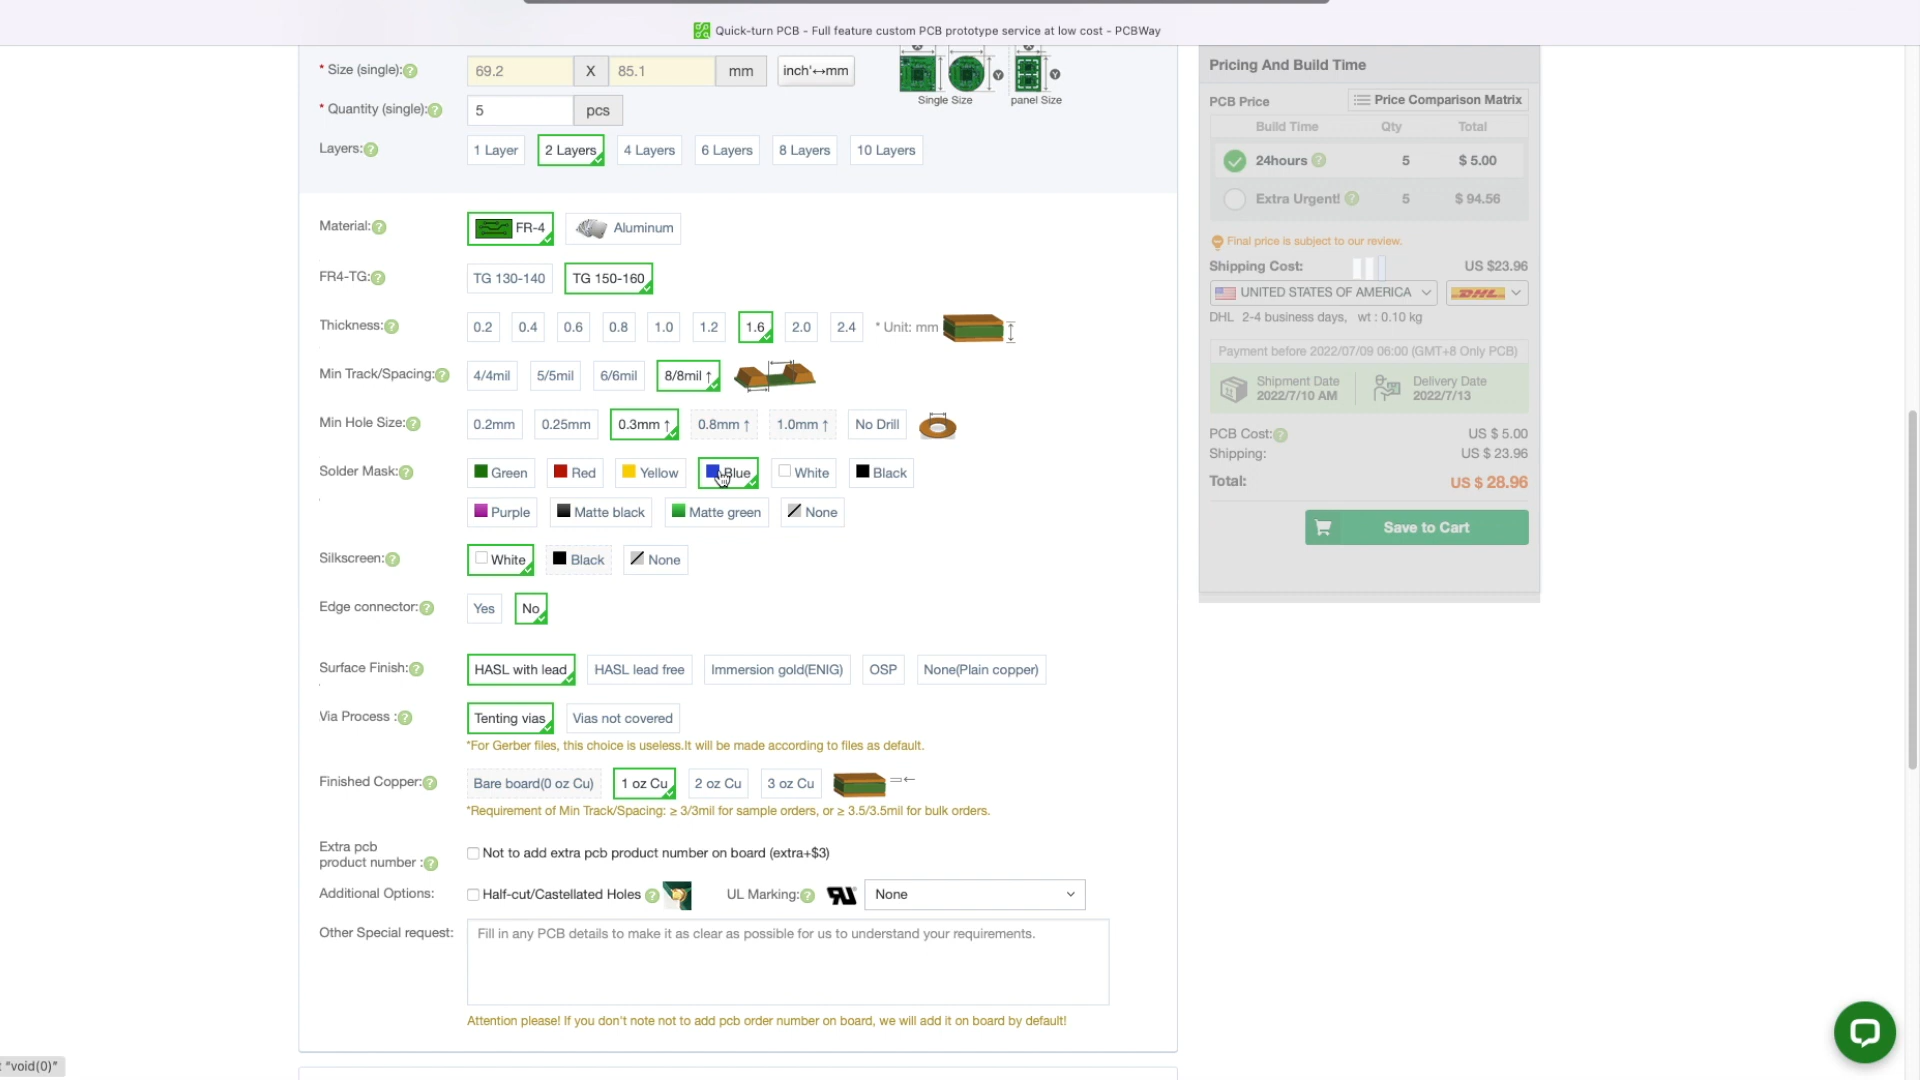 Quick-turn PCB - Full feature custom PCB prototype service at low cost - PCBWay
* Size (single): 69.2 X 85.1 mm inch'↔mm
Single Size panel Size
* Quantity (single): 5 pcs
Layers: 1 Layer 2 Layers 4 Layers 6 Layers 8 Layers 10 Layers
Material: FR-4 Aluminum
FR4-TG: TG 130-140 TG 150-160
Thickness: 0.2 0.4 0.6 0.8 1.0 1.2 1.6 2.0 2.4 * Unit: mm
Min Track/Spacing: 4/4mil 5/5mil 6/6mil 8/8mil ↑
Min Hole Size: 0.2mm 0.25mm 0.3mm ↑ 0.8mm ↑ 1.0mm ↑ No Drill
Solder Mask: Green Red Yellow Blue White Black
Purple Matte black Matte green None
Silkscreen: White Black None
Edge connector: Yes No
Surface Finish: HASL with lead HASL lead free Immersion gold(ENIG) OSP None(Plain copper)
Via Process : Tenting vias Vias not covered
*For Gerber files, this choice is useless.It will be made according to files as default.
Finished Copper: Bare board(0 oz Cu) 1 oz Cu 2 oz Cu 3 oz Cu
*Requirement of Min Track/Spacing: ≥ 3/3mil for sample orders, or ≥ 3.5/3.5mil for bulk orders.
Extra pcb
product number : Not to add extra pcb product number on board (extra+$3)
Additional Options: Half-cut/Castellated Holes UL Marking: None
Other Special request: Fill in any PCB details to make it as clear as possible for us to understand your requirements.
Attention please! If you don't note not to add pcb order number on board, we will add it on board by default!
Pricing And Build Time
PCB Price Price Comparison Matrix
Build Time Qty Total
24hours 5 $ 5.00
Extra Urgent! 5 $ 94.56
Final price is subject to our review.
Shipping Cost: US $23.96
UNITED STATES OF AMERICA DHL
DHL 2-4 business days, wt : 0.10 kg
Payment before 2022/07/09 06:00 (GMT+8 Only PCB)
Shipment Date Delivery Date
2022/7/10 AM 2022/7/13
PCB Cost: US $ 5.00
Shipping: US $ 23.96
Total: US $ 28.96
Save to Cart
"void(0)"